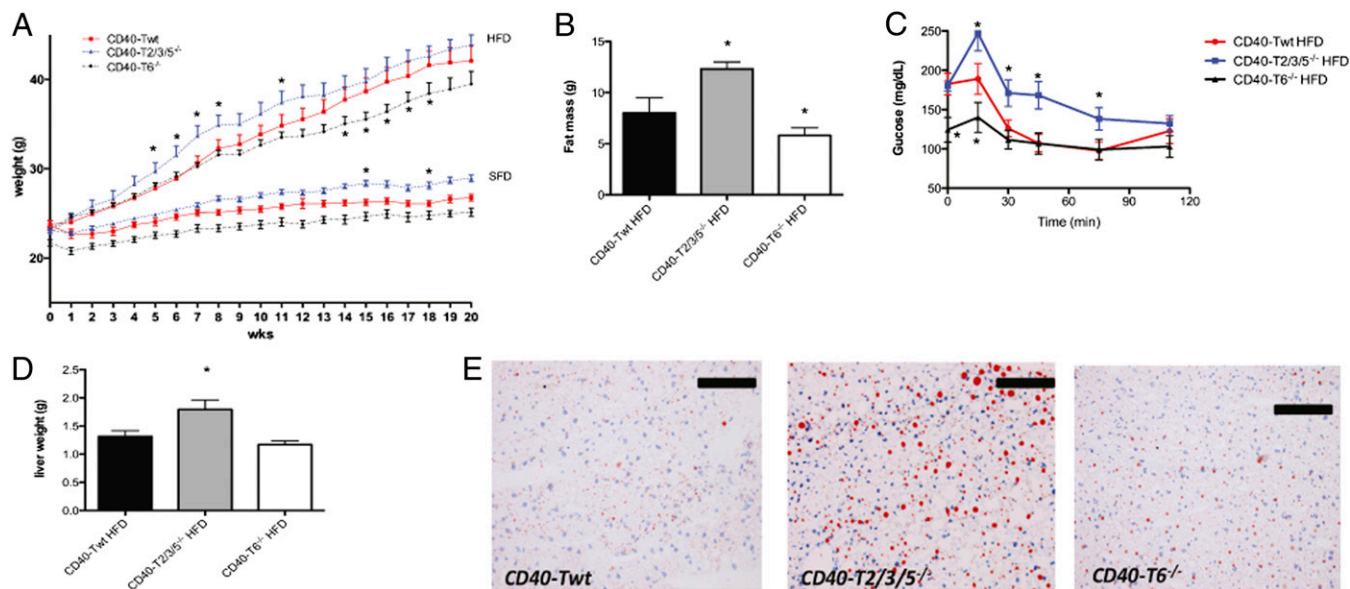 A
CD40-Twt
CD40-T2/3/5-/-
CD40-T6-/-
HFD
SFD
weight (g)
40
30
20
0 1 2 3 4 5 6 7 8 9 10 11 12 13 14 15 16 17 18 19 20
wks
* * * * * * * * * * * *
B
Fat mass (g)
15
10
5
0
* *
CD40-Twt HFD
CD40-T2/3/5-/- HFD
CD40-T6-/- HFD
C
Glucose (mg/dL)
250
200
150
100
50
0 30 60 90 120
Time (min)
* * * * * *
CD40-Twt HFD
CD40-T2/3/5-/- HFD
CD40-T6-/- HFD
D
liver weight (g)
2.5
2.0
1.5
1.0
0.5
0.0
*
CD40-Twt HFD
CD40-T2/3/5-/- HFD
CD40-T6-/- HFD
E
CD40-Twt
CD40-T2/3/5-/-
CD40-T6-/-